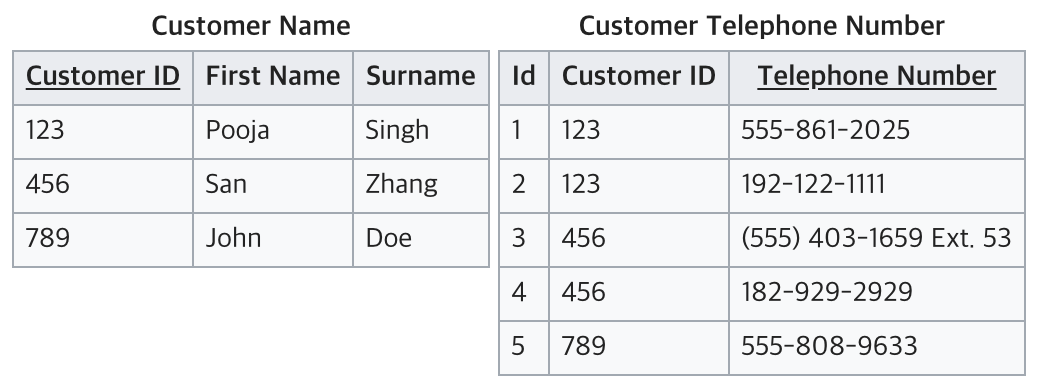 Customer Name
Customer ID First Name Surname
123 Pooja Singh
456 San Zhang
789 John Doe
Customer Telephone Number
Id Customer ID Telephone Number
1 123 555-861-2025
2 123 192-122-1111
3 456 (555) 403-1659 Ext. 53
4 456 182-929-2929
5 789 555-808-9633